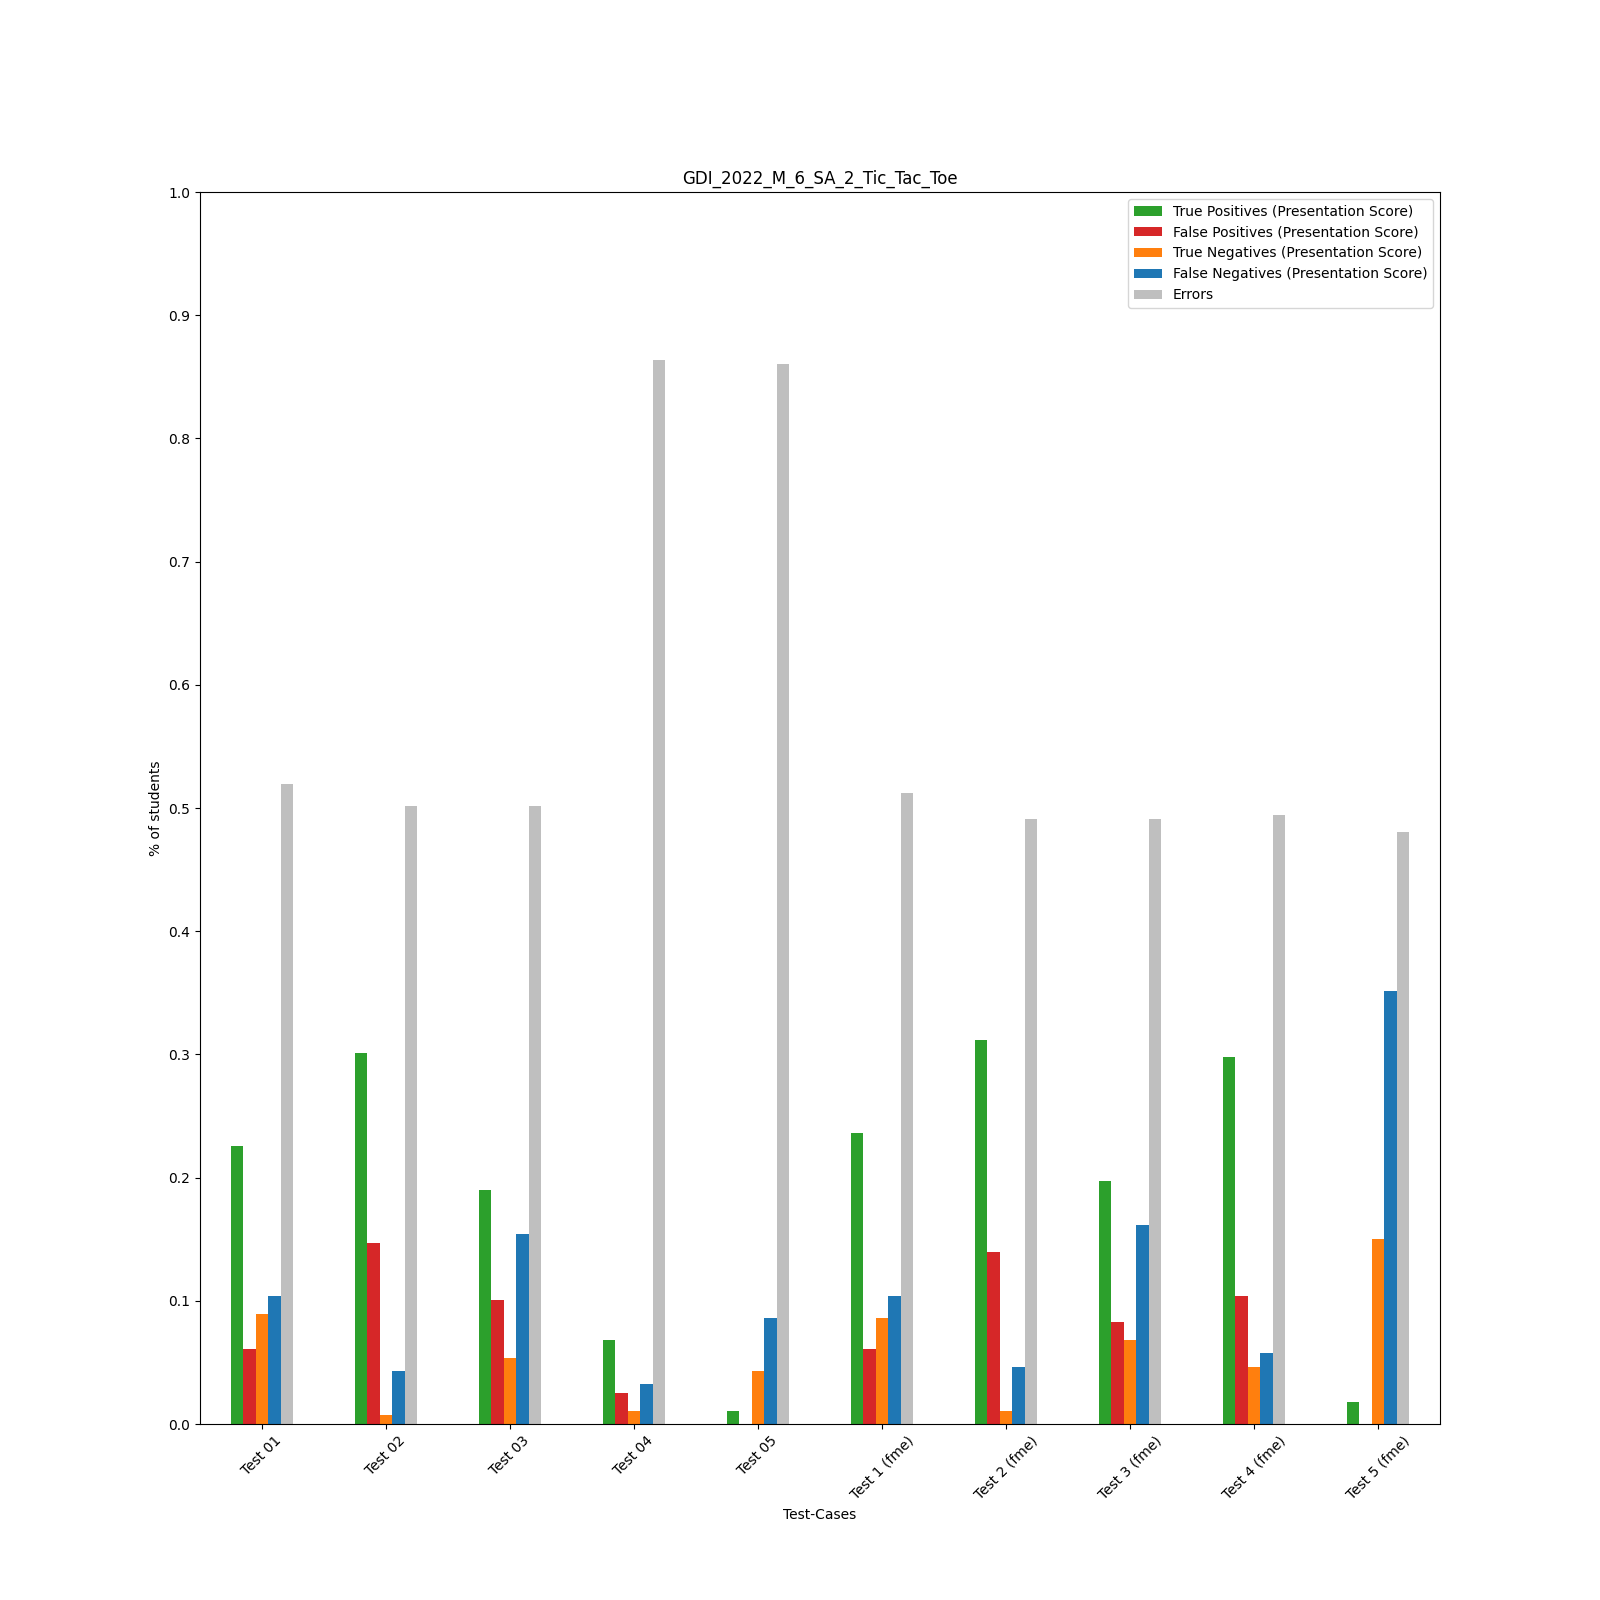 GDI_2022_M_6_SA_2_Tic_Tac_Toe
True Positives (Presentation Score)
False Positives (Presentation Score)
True Negatives (Presentation Score)
False Negatives (Presentation Score)
Errors
% of students
1.0
0.9
0.8
0.7
0.6
0.5
0.4
0.3
0.2
0.1
0.0
Test 01
Test 02
Test 03
Test 04
Test 05
Test 1 (fme)
Test 2 (fme)
Test 3 (fme)
Test 4 (fme)
Test 5 (fme)
Test-Cases